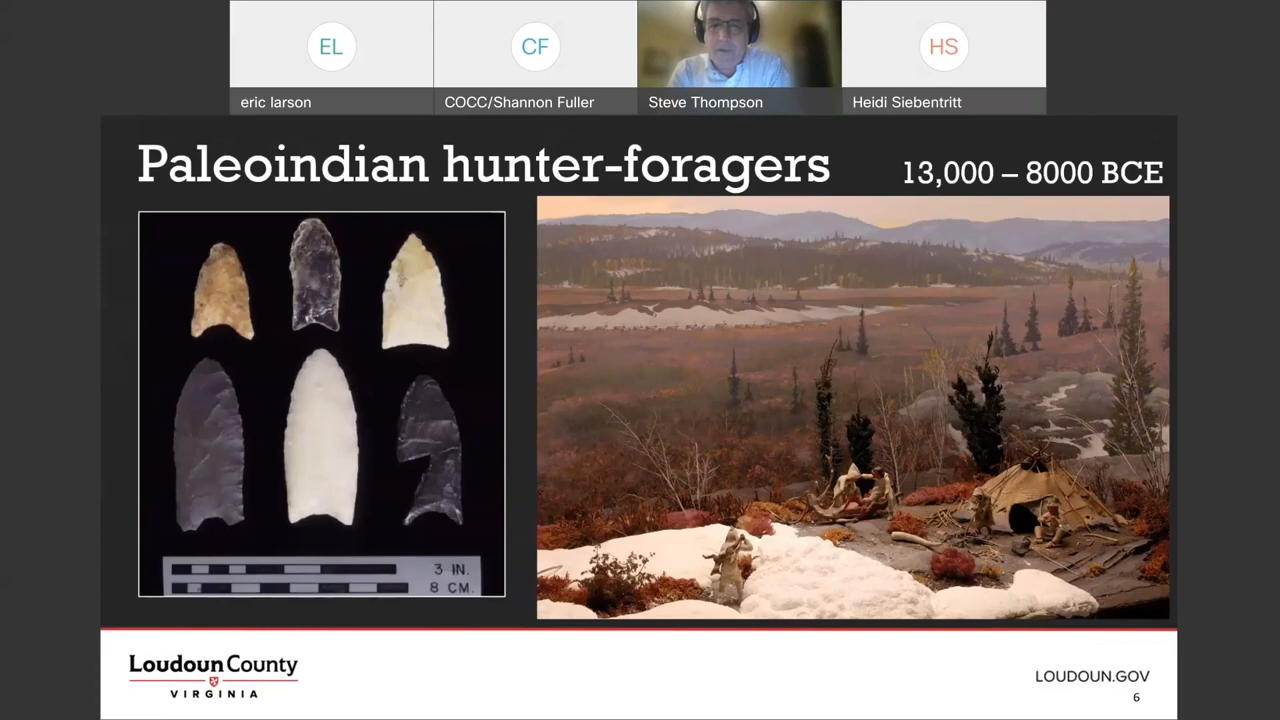 EL
CF
HS
eric larson
COCC/Shannon Fuller
Steve Thompson
Heidi Siebentritt
Paleoindian hunter-foragers
13,000 – 8000 BCE
3 IN.
8 CM.
Loudoun County
VIRGINIA
LOUDOUN.GOV
6